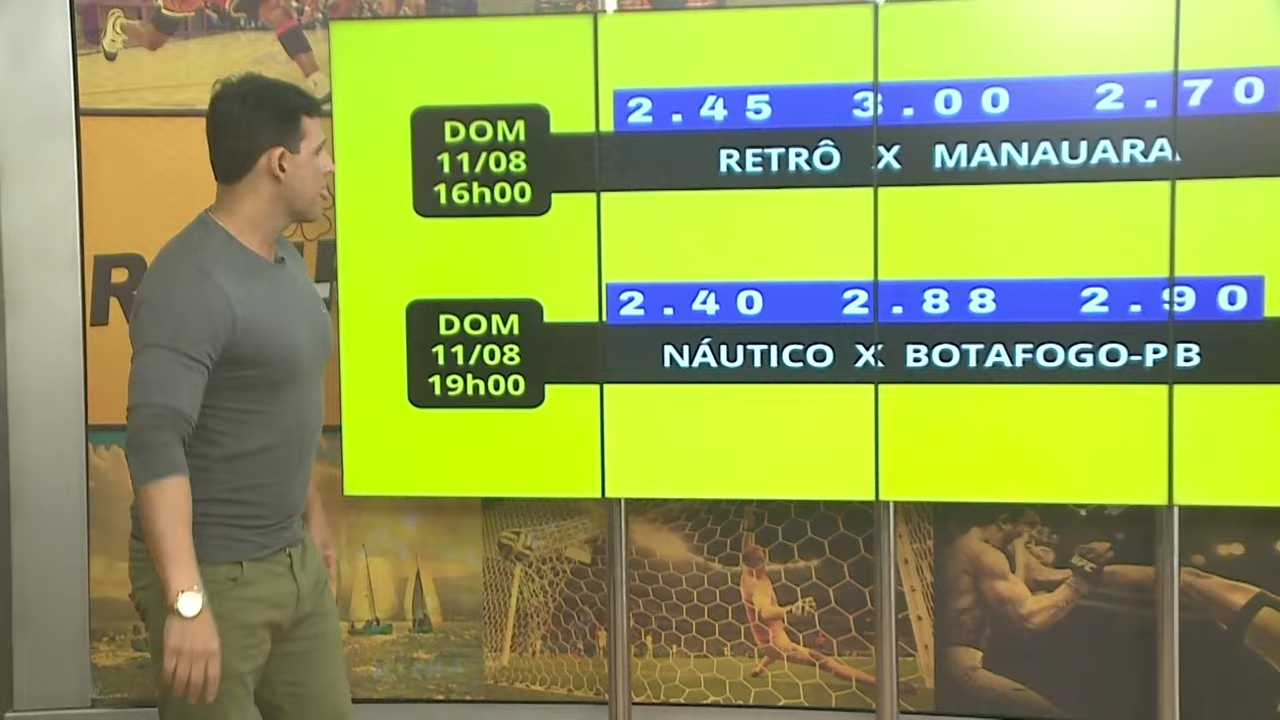 2.45 3.00 2.70
DOM
11/08
16h00
RETRÔ X MANAUARA
2.40 2.88 2.90
DOM
11/08
19h00
NÁUTICO X BOTAFOGO-PB